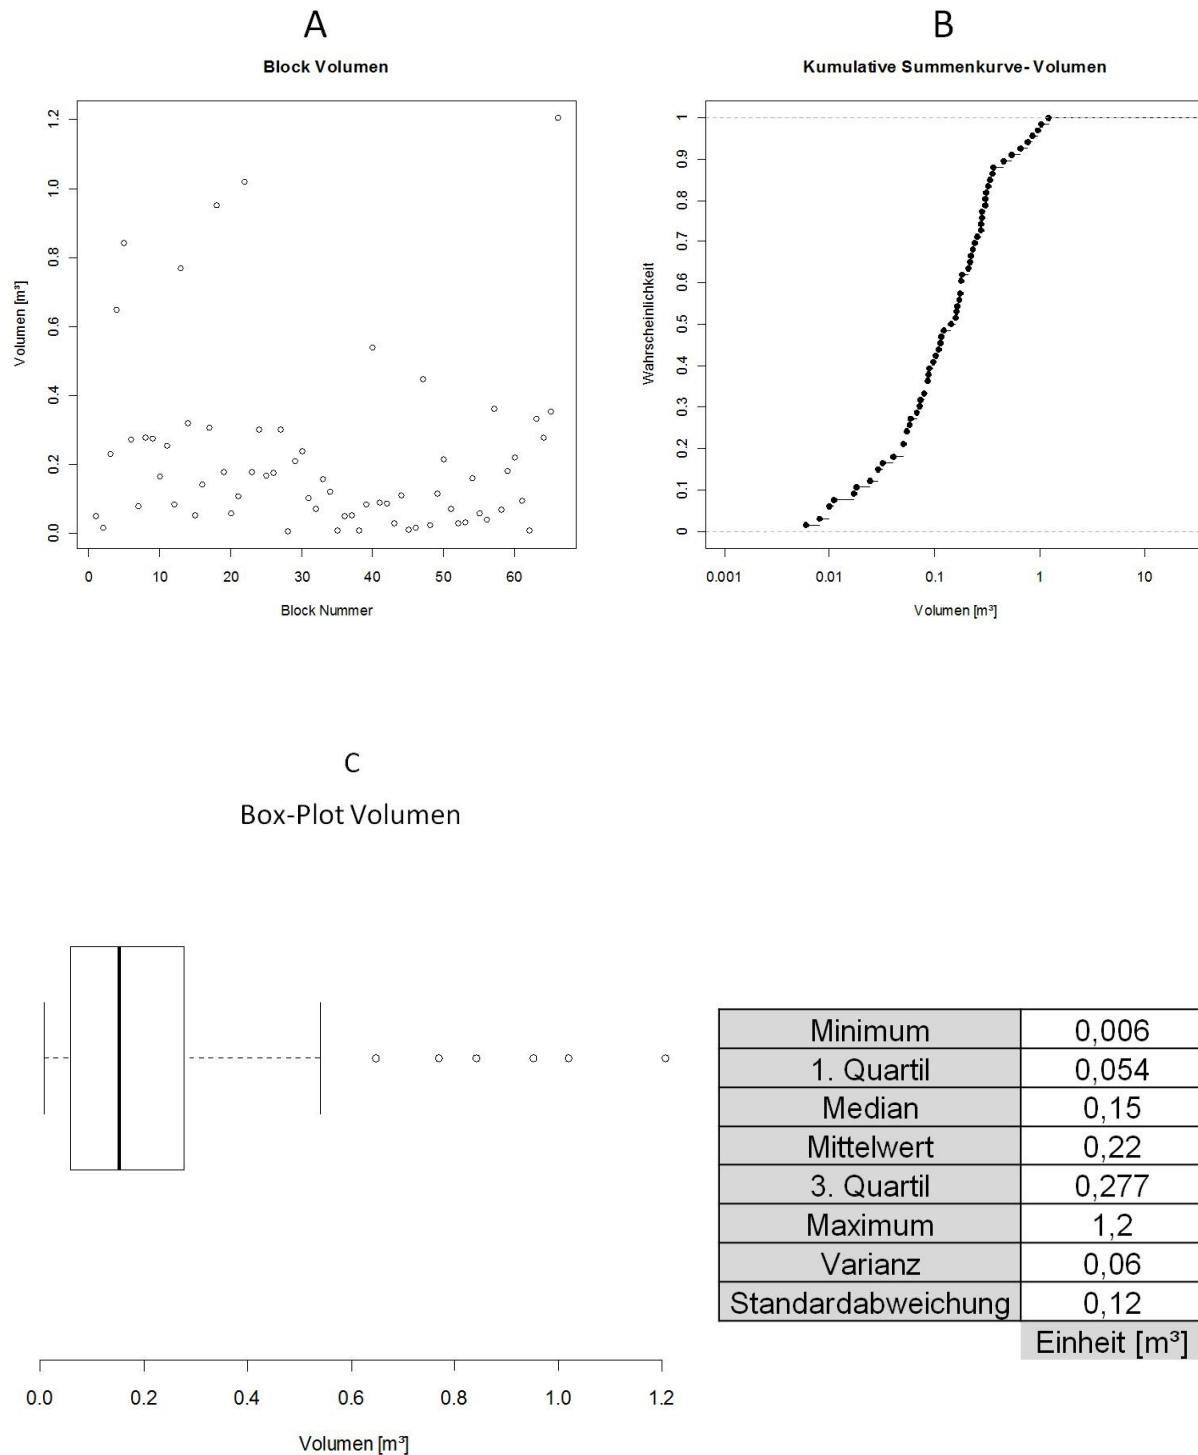 A
Block Volumen
Volumen [m³]
0.0 0.2 0.4 0.6 0.8 1.0 1.2
0 10 20 30 40 50 60
Block Nummer
B
Kumulative Summenkurve- Volumen
Wahrscheinlichkeit
0 0.1 0.2 0.3 0.4 0.5 0.6 0.7 0.8 0.9 1
0.001 0.01 0.1 1 10
Volumen [m³]
C
Box-Plot Volumen
0.0 0.2 0.4 0.6 0.8 1.0 1.2
Volumen [m³]
Minimum 0,006
1. Quartil 0,054
Median 0,15
Mittelwert 0,22
3. Quartil 0,277
Maximum 1,2
Varianz 0,06
Standardabweichung 0,12
Einheit [m³]